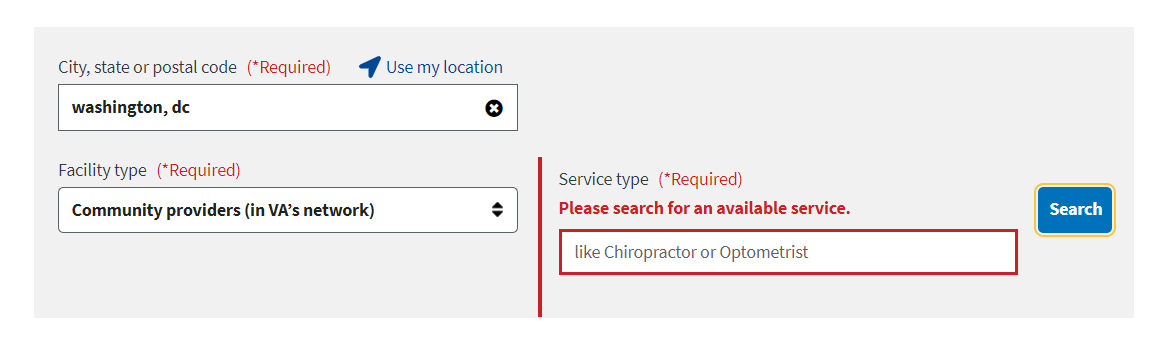 City, state or postal code (*Required) Use my location
washington, dc
Facility type (*Required)
Community providers (in VA’s network)
Service type (*Required)
Please search for an available service.
like Chiropractor or Optometrist
Search